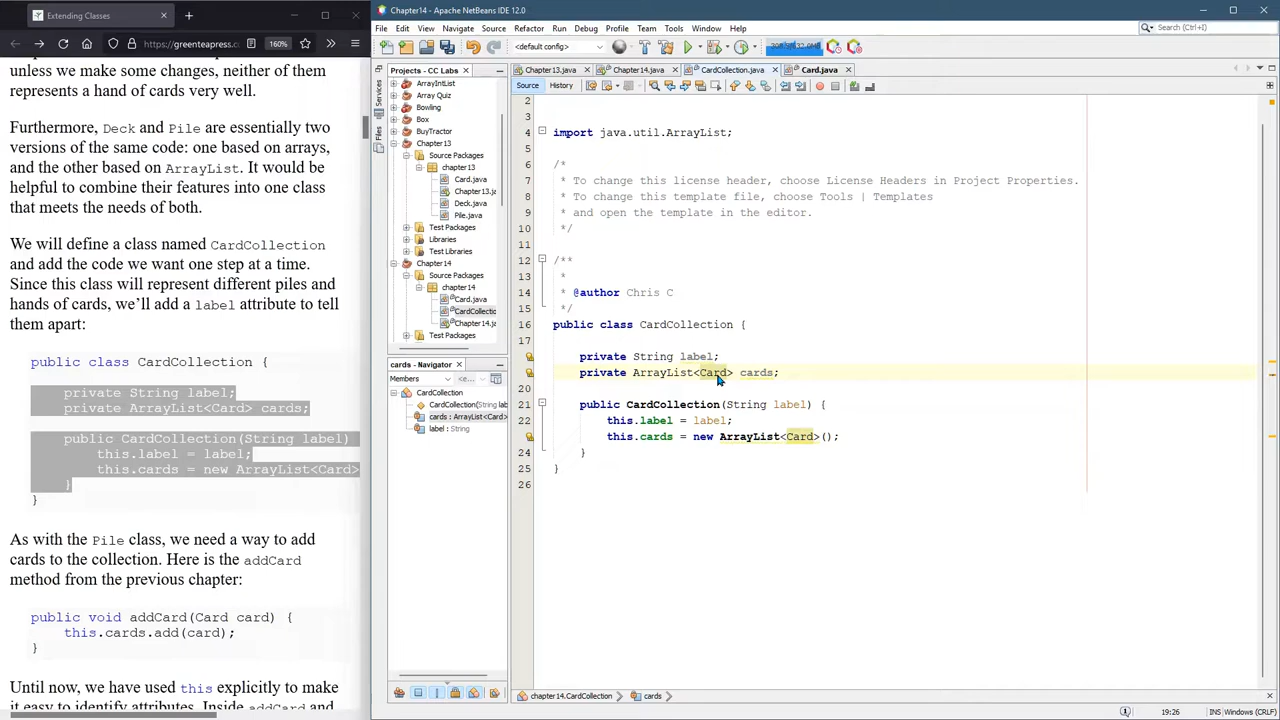 Extending Classes
https://greenteapress.c
160%
unless we make some changes, neither of them
represents a hand of cards very well.
Furthermore, Deck and Pile are essentially two
versions of the same code: one based on arrays,
and the other based on ArrayList. It would be
helpful to combine their features into one class
that meets the needs of both.
We will define a class named CardCollection
and add the code we want one step at a time.
Since this class will represent different piles and
hands of cards, we'll add a label attribute to tell
them apart:
public class CardCollection {
private String label;
private ArrayList<Card> cards;
public CardCollection(String label)
this.label = label;
this.cards = new ArrayList<Card>
}
}
As with the Pile class, we need a way to add
cards to the collection. Here is the addCard
method from the previous chapter:
public void addCard(Card card) {
this.cards.add(card);
}
Until now, we have used this explicitly to make
it easy to identify attributes. Inside addCard and
Chapter14 - Apache NetBeans IDE 12.0
File Edit View Navigate Source Refactor Run Debug Profile Team Tools Window Help
Search (Ctrl+I)
<default config>
Projects - CC Labs
Services
Files
ArrayIntList
Array Quiz
Bowling
Box
BuyTractor
Chapter 13
Source Packages
chapter13
Card.java
Chapter13.j
Deck.java
Pile.java
Test Packages
Libraries
Test Libraries
Chapter 14
Source Packages
chapter14
Card.java
CardCollectio
Chapter14.ja
Test Packages
cards - Navigator
Members
<e...
CardCollection
CardCollection(String lab
cards : ArrayList<Card>
label : String
Chapter13.java
Chapter14.java
CardCollection.java
Card.java
Source History
2
3
4 import java.util.ArrayList;
5
6 /*
7 * To change this license header, choose License Headers in Project Properties.
8 * To change this template file, choose Tools | Templates
9 * and open the template in the editor.
10 */
11
12 /**
13 *
14 * @author Chris C
15 */
16 public class CardCollection {
17
private String label;
private ArrayList<Card> cards;
20
21 public CardCollection(String label) {
22 this.label = label;
this.cards = new ArrayList<Card>();
24 }
25 }
26
chapter14.CardCollection
cards
19:26
INS
Windows (CRLF)